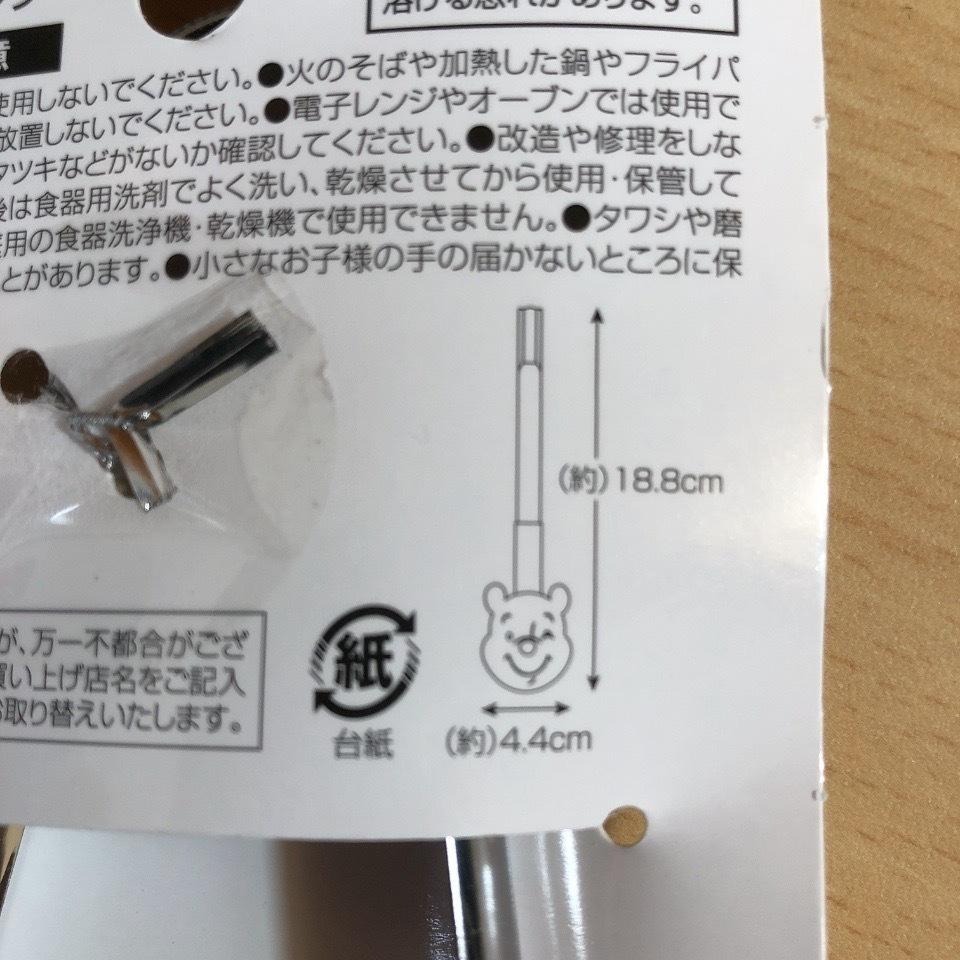 溶ける恐れがあります。
意
使用しないでください。●火のそばや加熱した鍋やフライパ
放置しないでください。●電子レンジやオーブンでは使用で
タツキなどがないか確認してください。●改造や修理をしな
後は食器用洗剤でよく洗い、乾燥させてから使用・保管して
庭用の食器洗浄機・乾燥機で使用できません。●タワシや磨
とがあります。●小さなお子様の手の届かないところに保
(約)18.8cm
が、万一不都合がござ
買い上げ店名をご記入
お取り替えいたします。
紙
台紙
(約)4.4cm